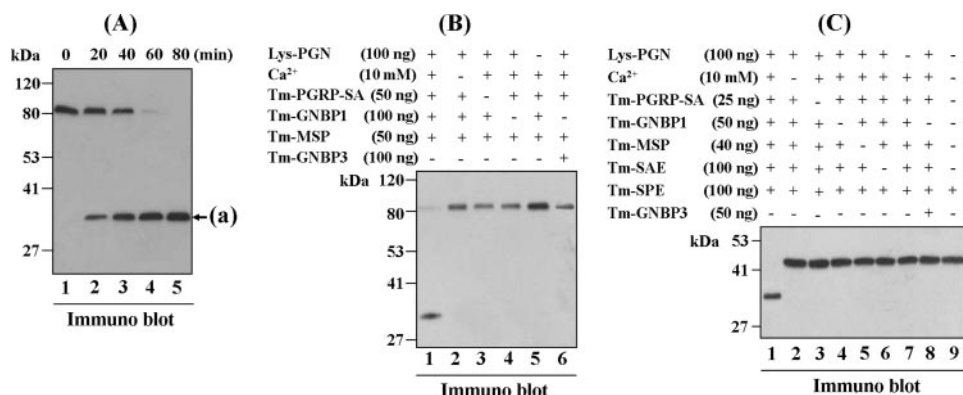 (A)
kDa 0 20 40 60 80 (min)
120
80
53
41
(a)
27
1 2 3 4 5
Immuno blot
(B)
Lys-PGN (100 ng) + + + + - +
Ca²⁺ (10 mM) + - + + + +
Tm-PGRP-SA (50 ng) + + - + + +
Tm-GNBP1 (100 ng) + + + - + -
Tm-MSP (50 ng) + + + + + +
Tm-GNBP3 (100 ng) - - - - - +
kDa
120
80
53
41
27
1 2 3 4 5 6
Immuno blot
(C)
Lys-PGN (100 ng) + + + + + + - + -
Ca²⁺ (10 mM) + - + + + + + + -
Tm-PGRP-SA (25 ng) + + - + + + + + -
Tm-GNBP1 (50 ng) + + + - + + + - -
Tm-MSP (40 ng) + + + + - + + + -
Tm-SAE (100 ng) + + + + + - + + -
Tm-SPE (100 ng) + + + + + + + + +
Tm-GNBP3 (50 ng) - - - - - - - + -
kDa
53
41
27
1 2 3 4 5 6 7 8 9
Immuno blot